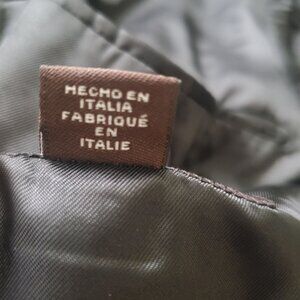 HECHO EN
ITALIA
FABRIQUÉ
EN
ITALIE